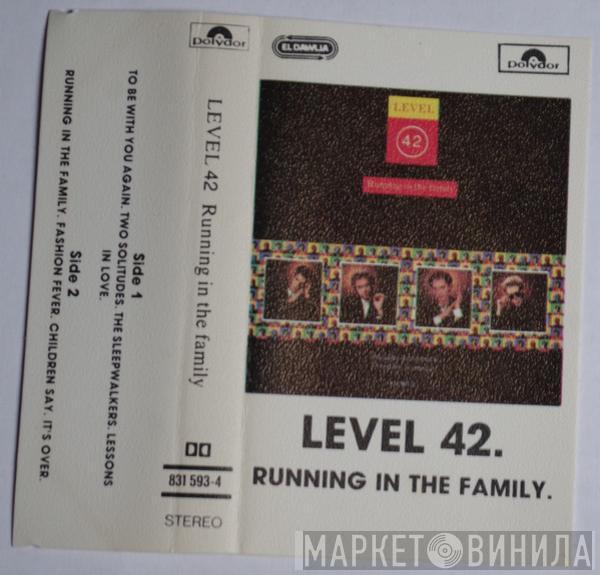 polydor
Side 1
TO BE WITH YOU AGAIN. TWO SOLITUDES. THE SLEEPWALKERS. LESSONS
IN LOVE.
Side 2
RUNNING IN THE FAMILY. FASHION FEVER. CHILDREN SAY. IT'S OVER.
LEVEL 42 Running in the family
831 593-4
STEREO
EL DAWLIA
polydor
LEVEL
42
Running in the family
LEVEL 42.
RUNNING IN THE FAMILY.
МАРКЕТ ВИНИЛА